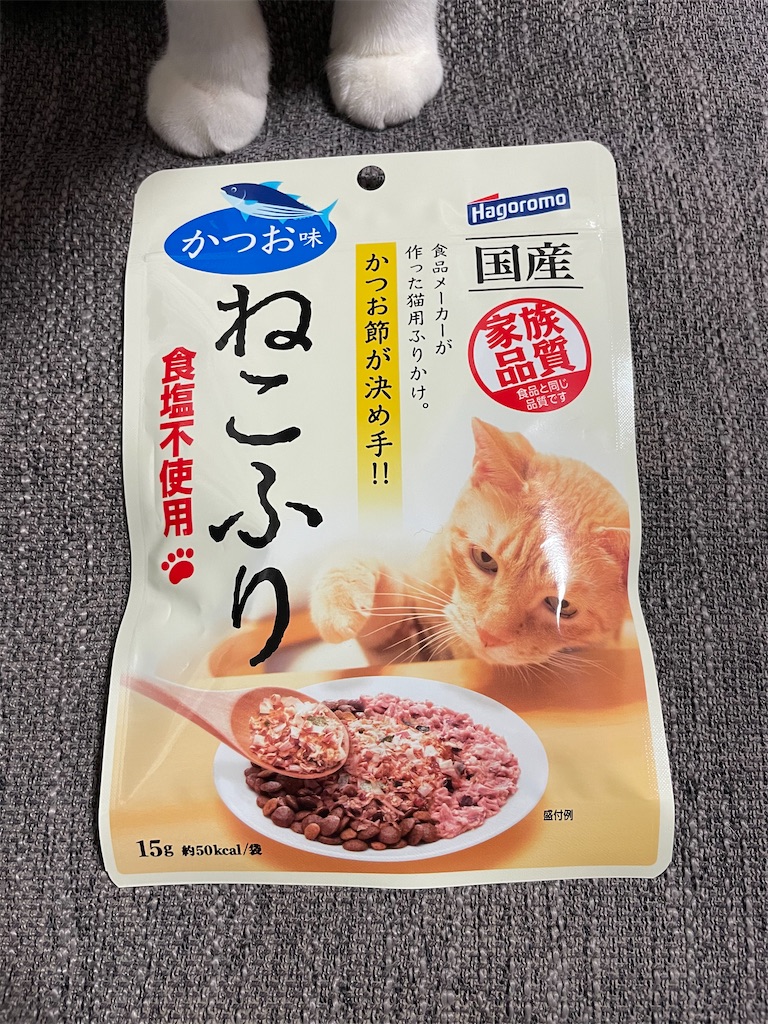 かつお味
Hagoromo
国産
家族
品質
食品と同じ
品質です
食品メーカーが
作った猫用ふりかけ。
かつお節が決め手!!
ねこふり
食塩不使用
盛付例
15g 約50kcal/袋